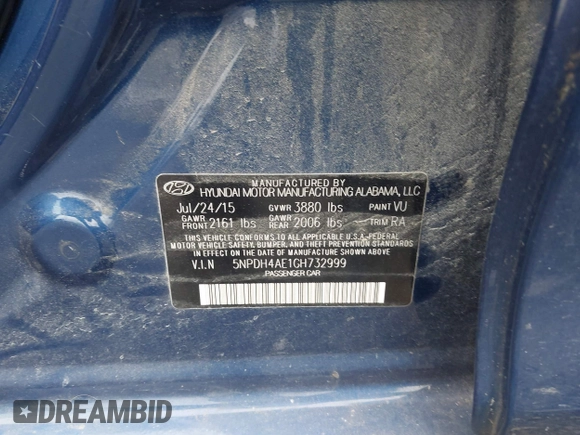 MANUFACTURED BY
HYUNDAI MOTOR MANUFACTURING ALABAMA, LLC
Jul/24/15 GVWR 3880 lbs PAINT VU
GAWR FRONT 2161 lbs GAWR REAR 2006 lbs TRIM RA
THIS VEHICLE CONFORMS TO ALL APPLICABLE U.S.A.FEDERAL
MOTOR VEHICLE SAFETY, BUMPER, AND THEFT PREVENTION STANDARDS
IN EFFECT ON THE DATE OF MANUFACTURE SHOWN ABOVE.
V.I.N 5NPDH4AE1GH732999
PASSENGER CAR
DREAMBID